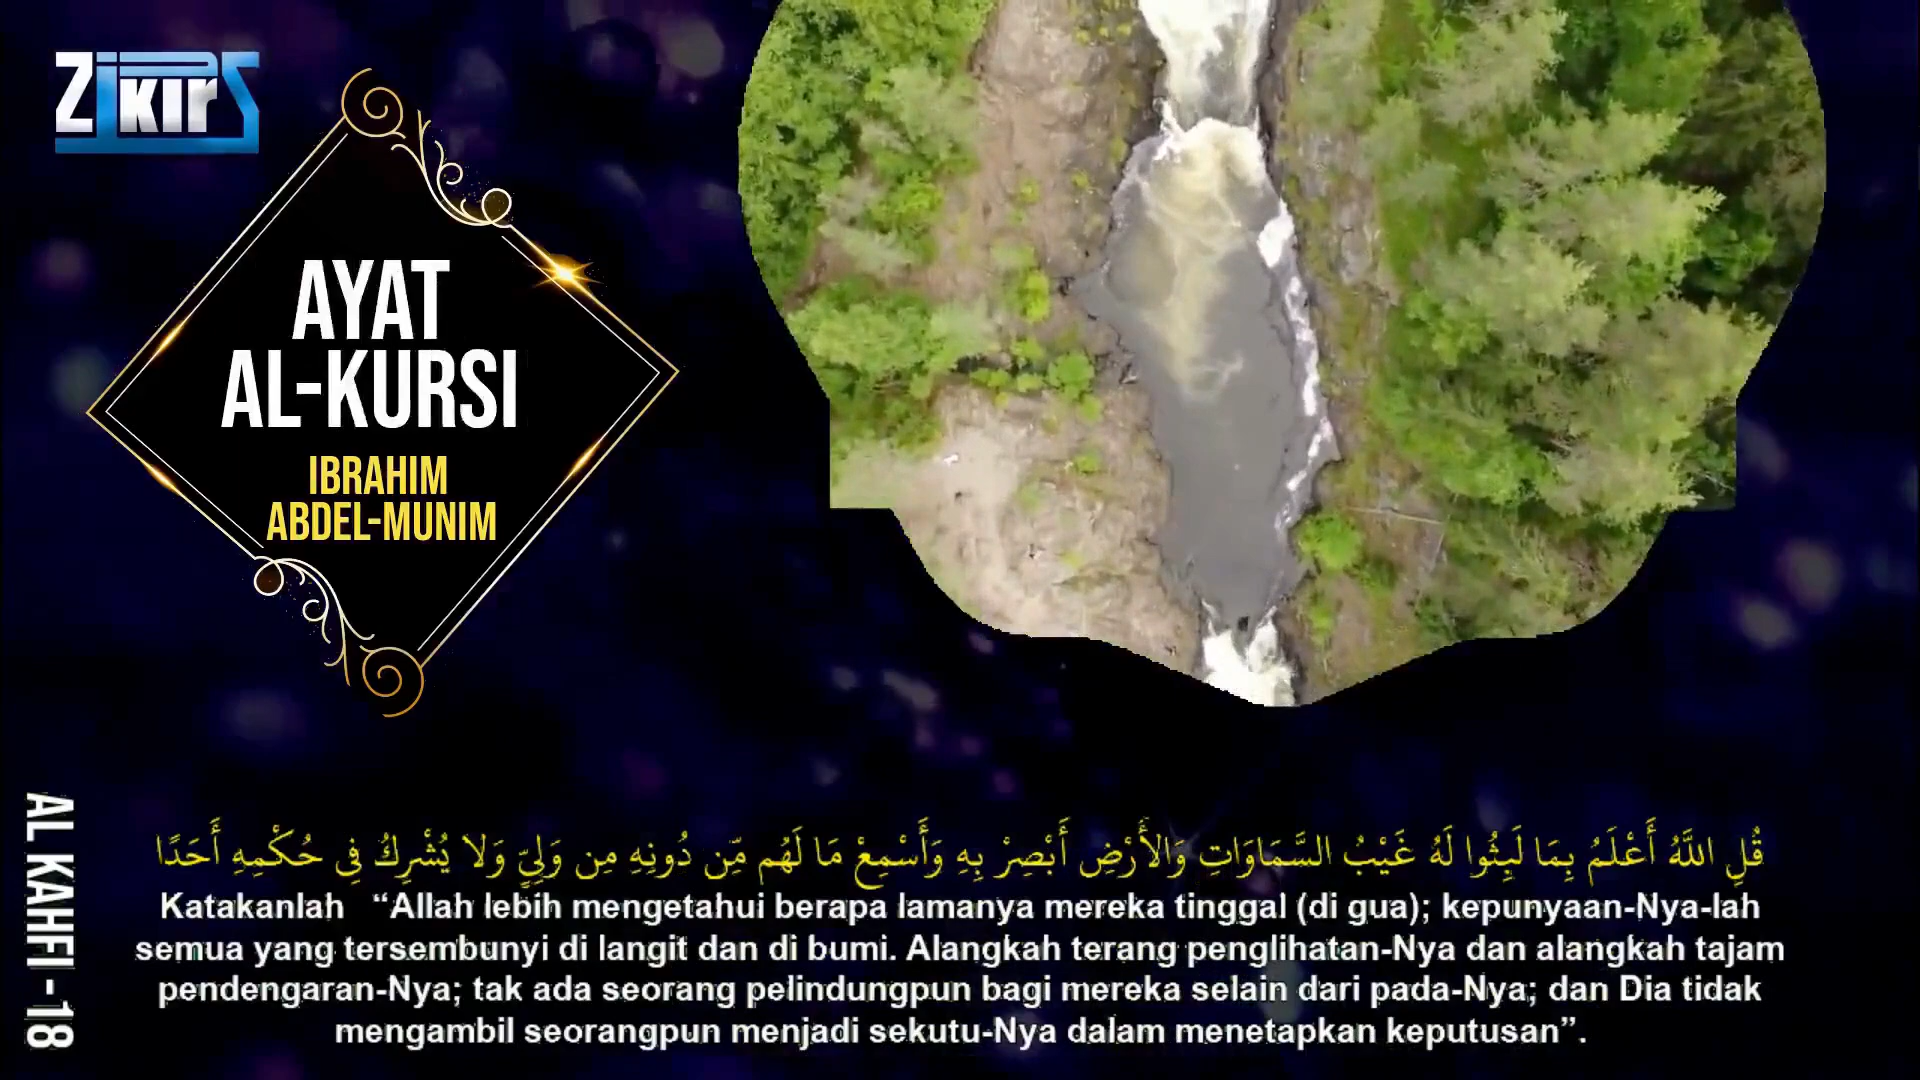 Zikir
AYAT
AL-KURSI
IBRAHIM
ABDEL-MUNIM
AL KAHFI - 18
قُلِ اللَّهُ أَعْلَمُ بِمَا لَبِثُوا لَهُ غَيْبُ السَّمَاوَاتِ وَالأَرْضِ أَبْصِرْ بِهِ وَأَسْمِعْ مَا لَهُم مِّن دُونِهِ مِن وَلِيٍّ وَلا يُشْرِكُ فِي حُكْمِهِ أَحَدًا
Katakanlah “Allah lebih mengetahui berapa lamanya mereka tinggal (di gua); kepunyaan-Nya-lah
semua yang tersembunyi di langit dan di bumi. Alangkah terang penglihatan-Nya dan alangkah tajam
pendengaran-Nya; tak ada seorang pelindungpun bagi mereka selain dari pada-Nya; dan Dia tidak
mengambil seorangpun menjadi sekutu-Nya dalam menetapkan keputusan”.